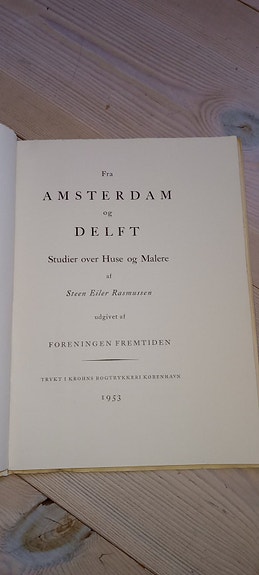 Fra
AMSTERDAM
og
DELFT
Studier over Huse og Malere
af
Steen Eiler Rasmussen
udgivet af
FORENINGEN FREMTIDEN
TRYKT I KROHNS BOGTRYKKERI KØBENHAVN
1953